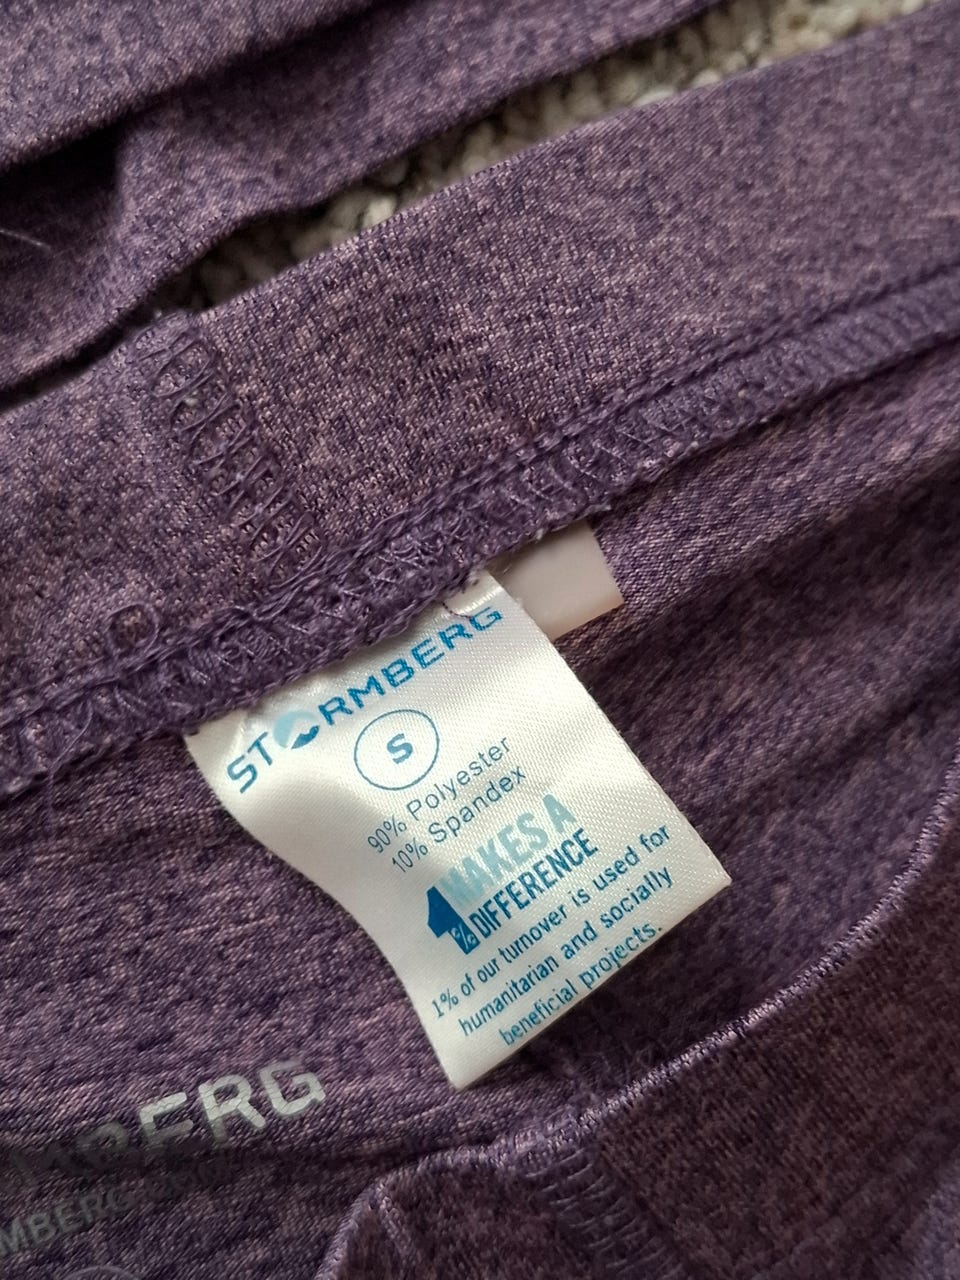 STORMBERG
S
90% Polyester
10% Spandex
1% MAKES A
DIFFERENCE
1% of our turnover is used for
humanitarian and socially
beneficial projects.
MBERG
MBERG